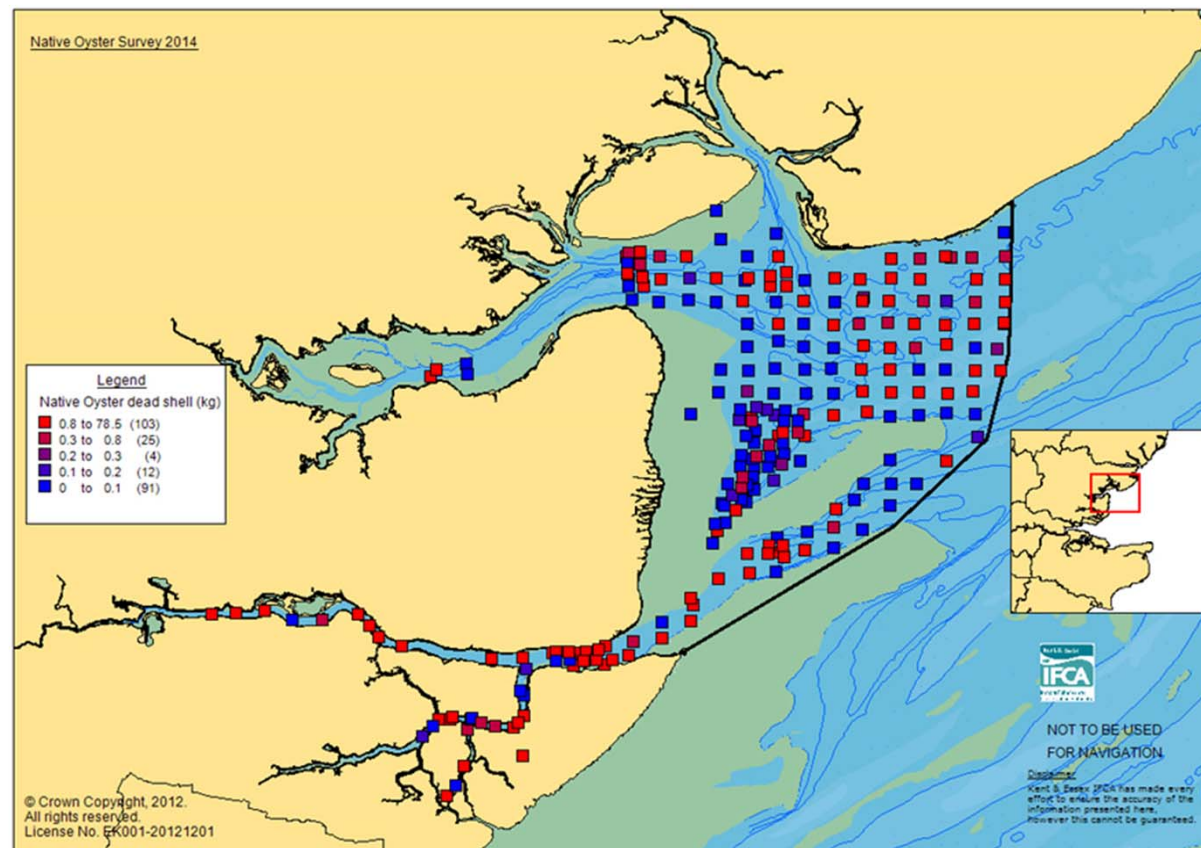 Native Oyster Survey 2014
Legend
Native Oyster dead shell (kg)
0.8 to 78.5 (103)
0.3 to 0.8 (25)
0.2 to 0.3 (4)
0.1 to 0.2 (12)
0 to 0.1 (91)
IFCA
NOT TO BE USED
FOR NAVIGATION
Disclaimer
Kent & Essex IFCA has made every
effort to ensure the accuracy of the
information presented here,
however this cannot be guaranteed.
© Crown Copyright, 2012.
All rights reserved.
License No. EK001-20121201